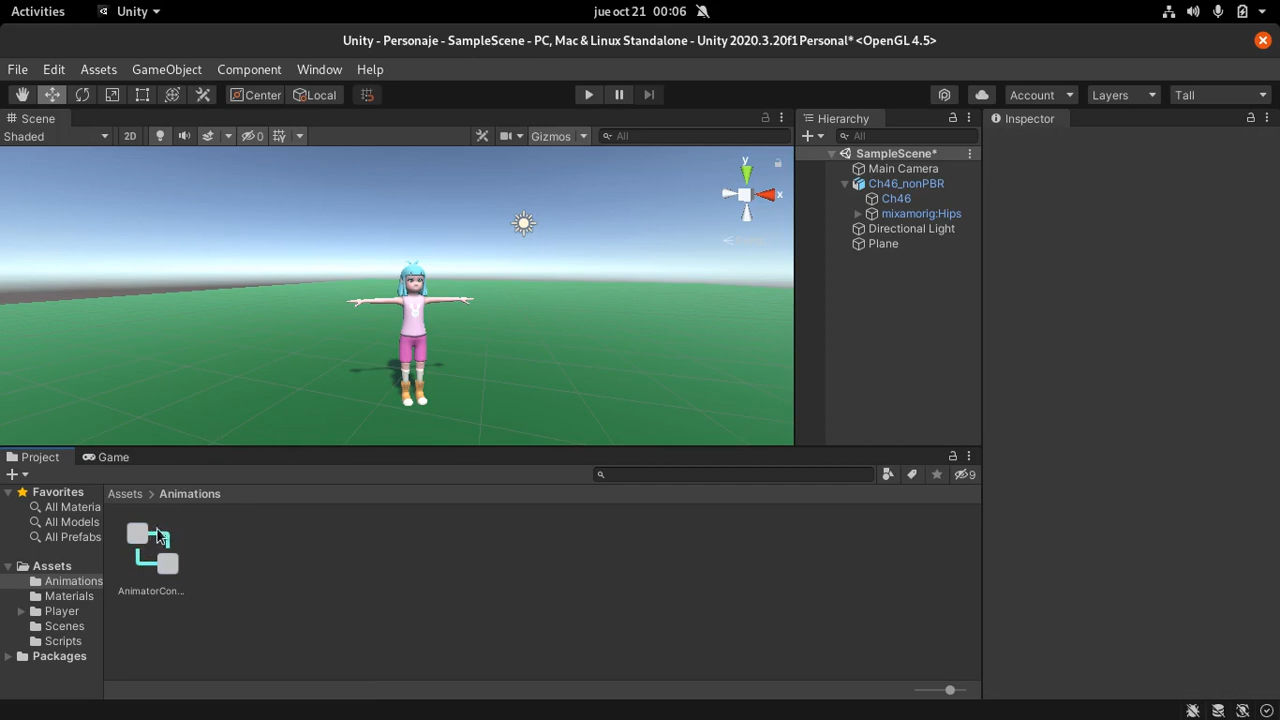 Activities Unity jue oct 21 00:06
Unity - Personaje - SampleScene - PC, Mac & Linux Standalone - Unity 2020.3.20f1 Personal* <OpenGL 4.5>
File Edit Assets GameObject Component Window Help
Center Local Account Layers Tall
Scene Hierarchy Inspector
Shaded 2D 0 Gizmos All All
y
x
SampleScene*
Main Camera
Ch46_nonPBR
Ch46
mixamorig:Hips
Directional Light
Plane
Project Game
9
Favorites
All Materia
All Models
All Prefabs
Assets
Animations
Materials
Player
Scenes
Scripts
Packages
Assets > Animations
AnimatorCon...